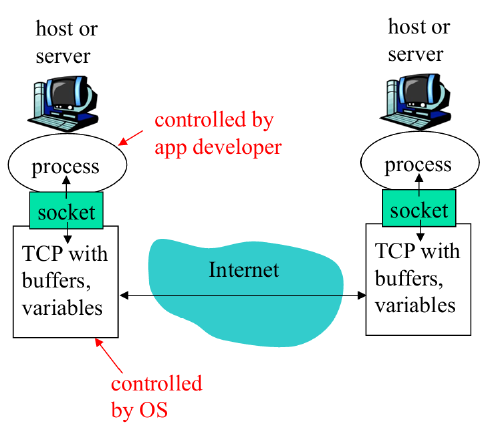 host or
server
host or
server
controlled by
app developer
process
process
socket
socket
TCP with
buffers,
variables
Internet
TCP with
buffers,
variables
controlled
by OS